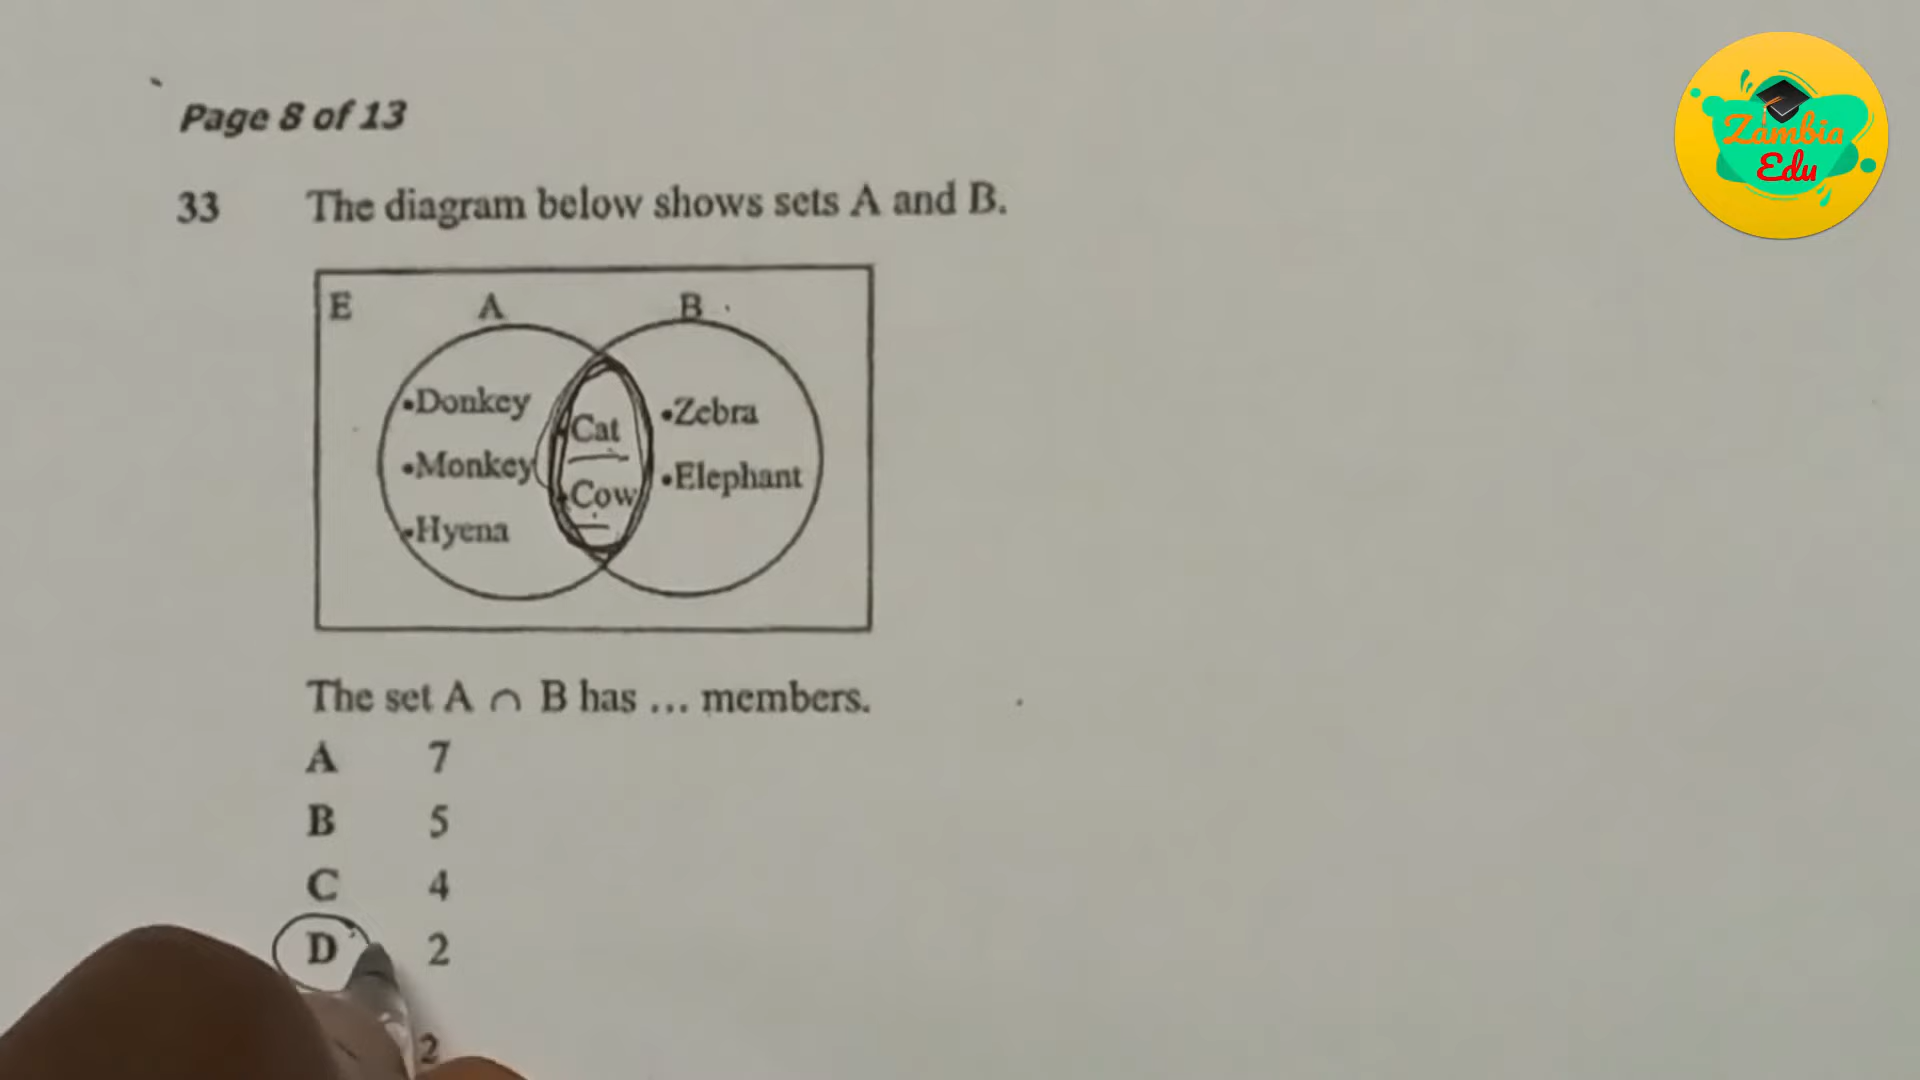 Page 8 of 13
Zambia
Edu
33 The diagram below shows sets A and B.
E A B
•Donkey •Cat •Zebra
•Monkey •Cow •Elephant
•Hyena
The set A ∩ B has ... members.
A 7
B 5
C 4
D 2
2